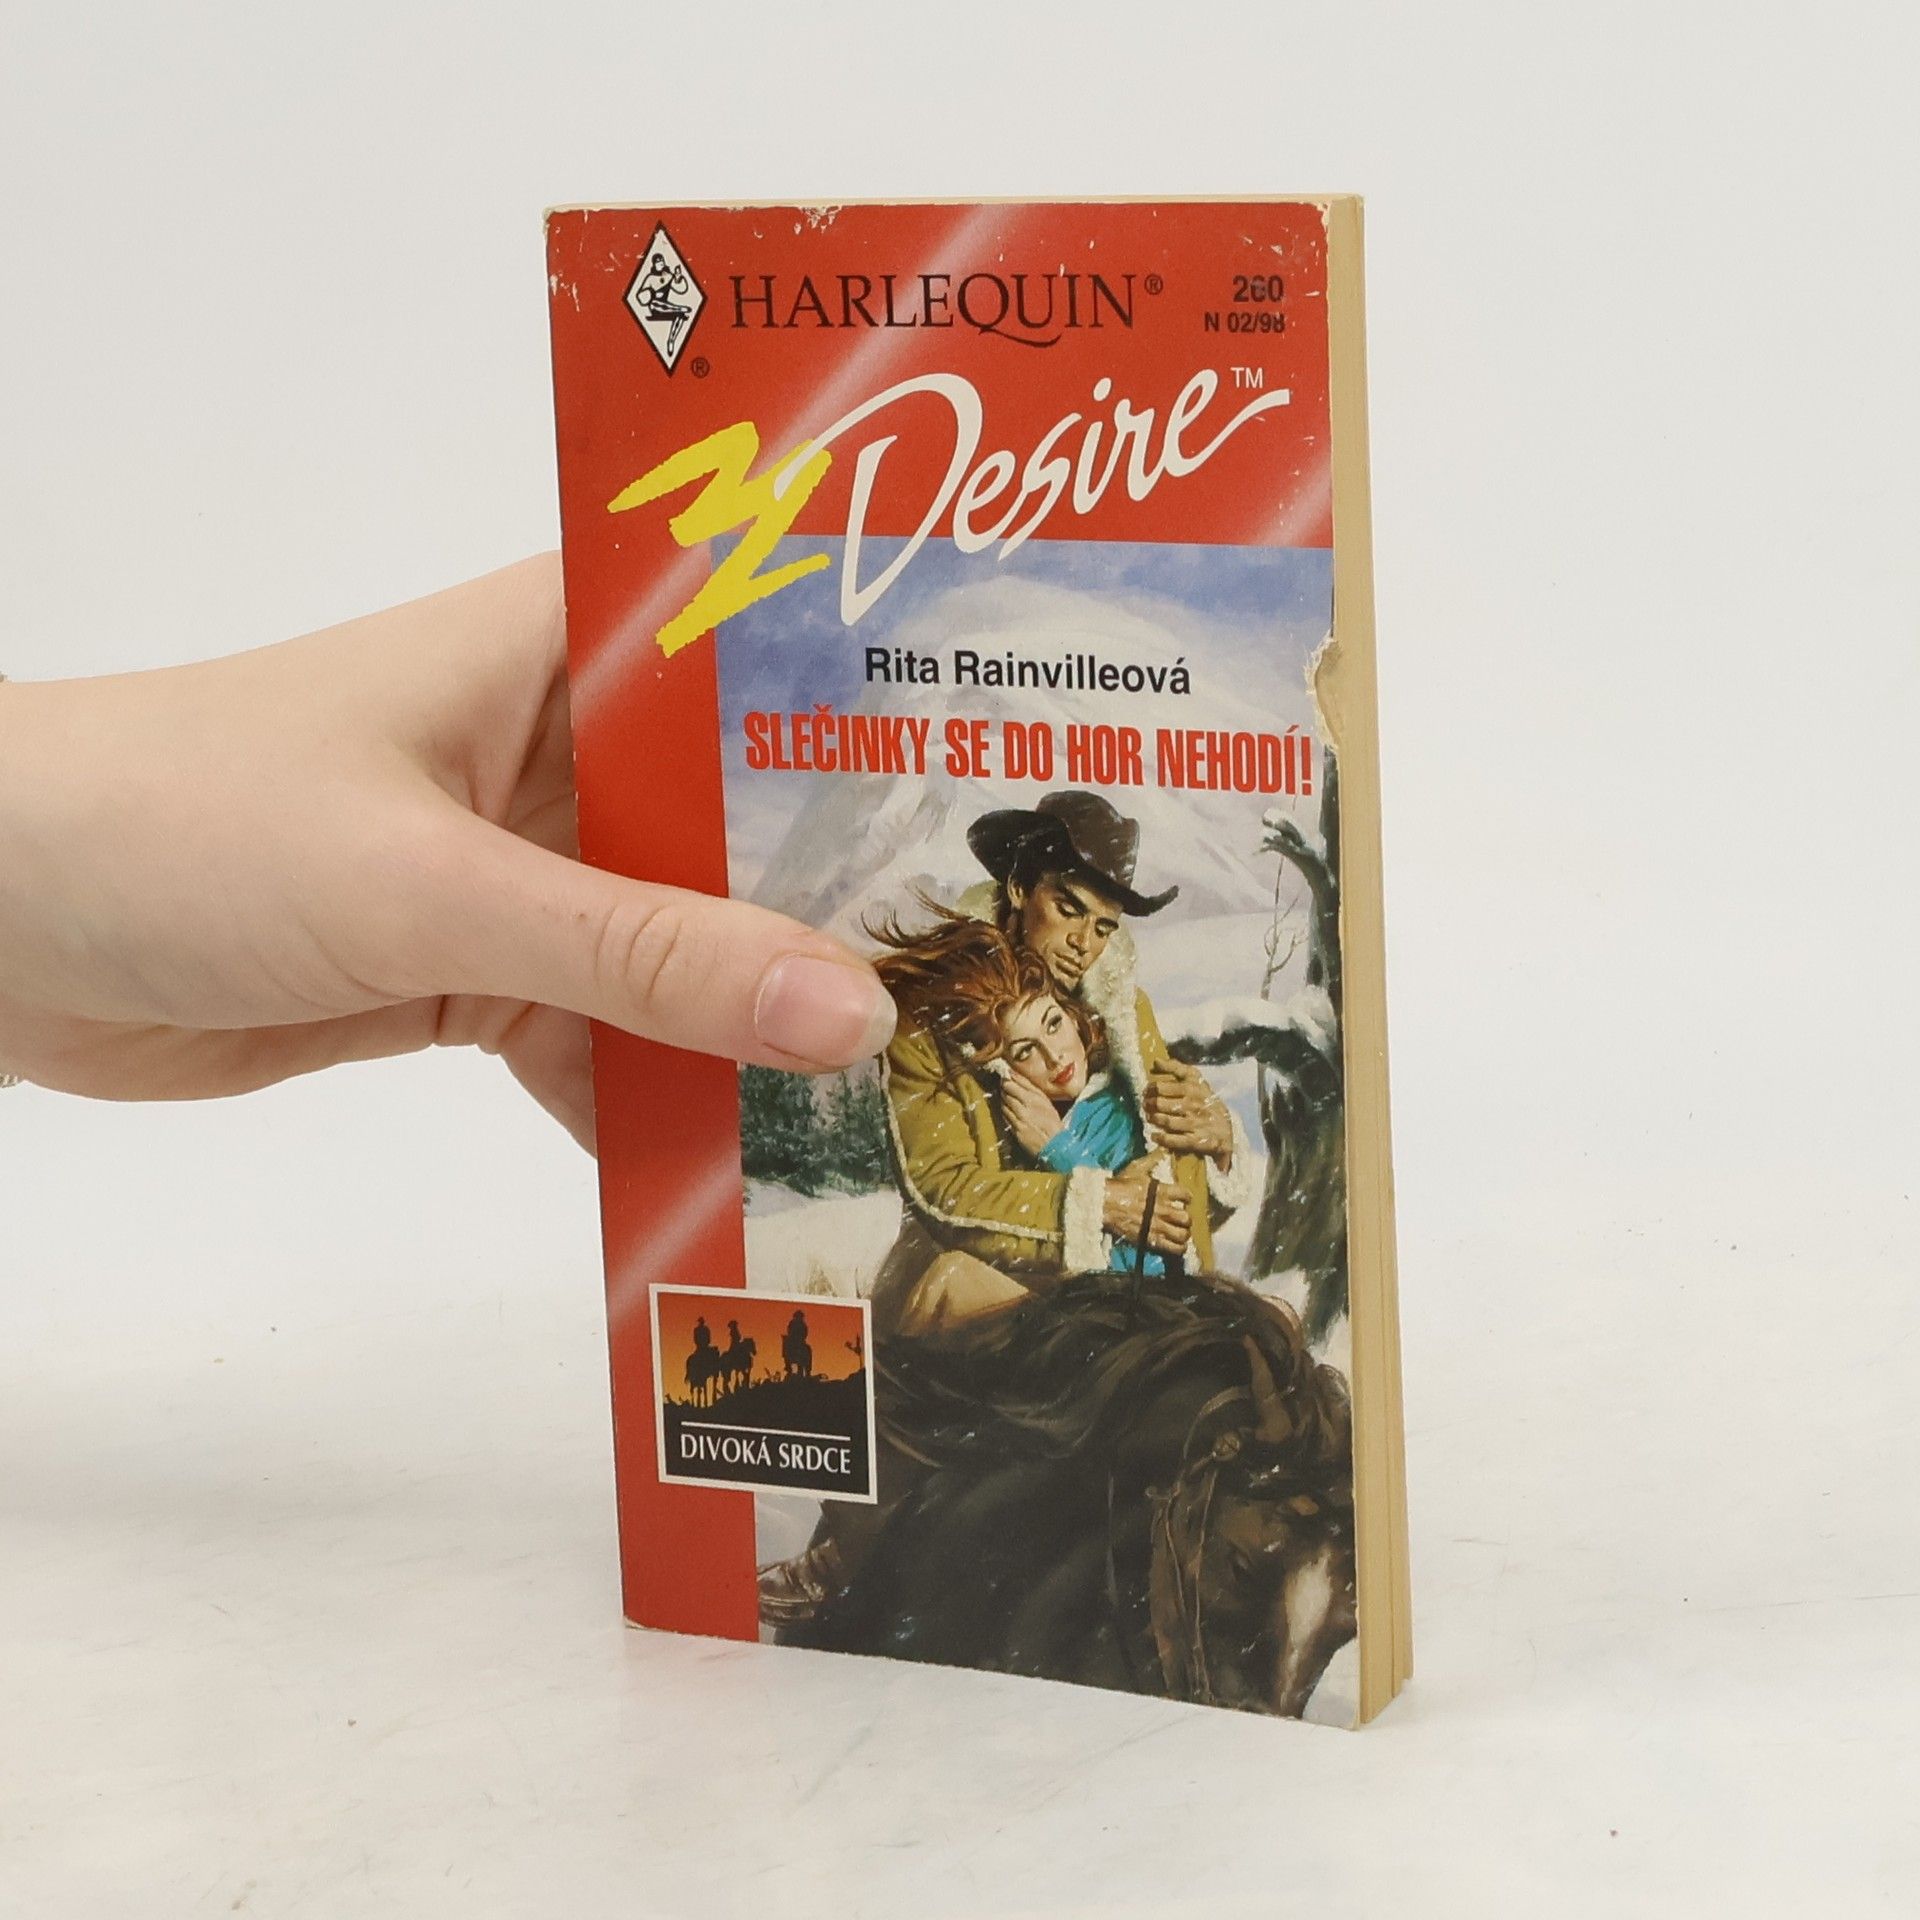 HARLEQUIN®
260
N 02/98
®
Desire™
Rita Rainvilleová
SLEČINKY SE DO HOR NEHODÍ!
DIVOKÁ SRDCE